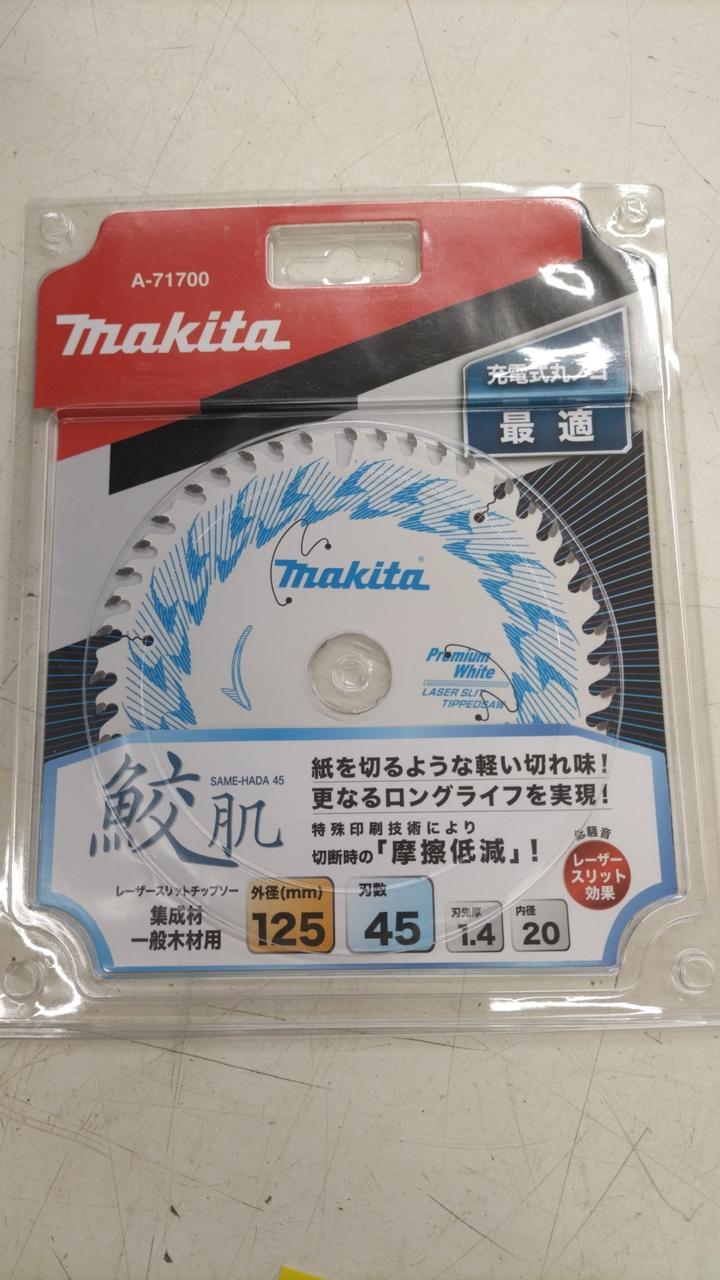 A-71700
makita
充電式丸ノコ
最適
makita
Premium
White
LASER SLIT
TIPPEDSAW
鮫肌
SAME-HADA 45
紙を切るような軽い切れ味!
更なるロングライフを実現!
特殊印刷技術により
切断時の「摩擦低減」!
低騒音
レーザー
スリット
効果
レーザースリットチップソー
集成材
一般木材用
外径(mm)
125
刃数
45
刃先厚
1.4
内径
20